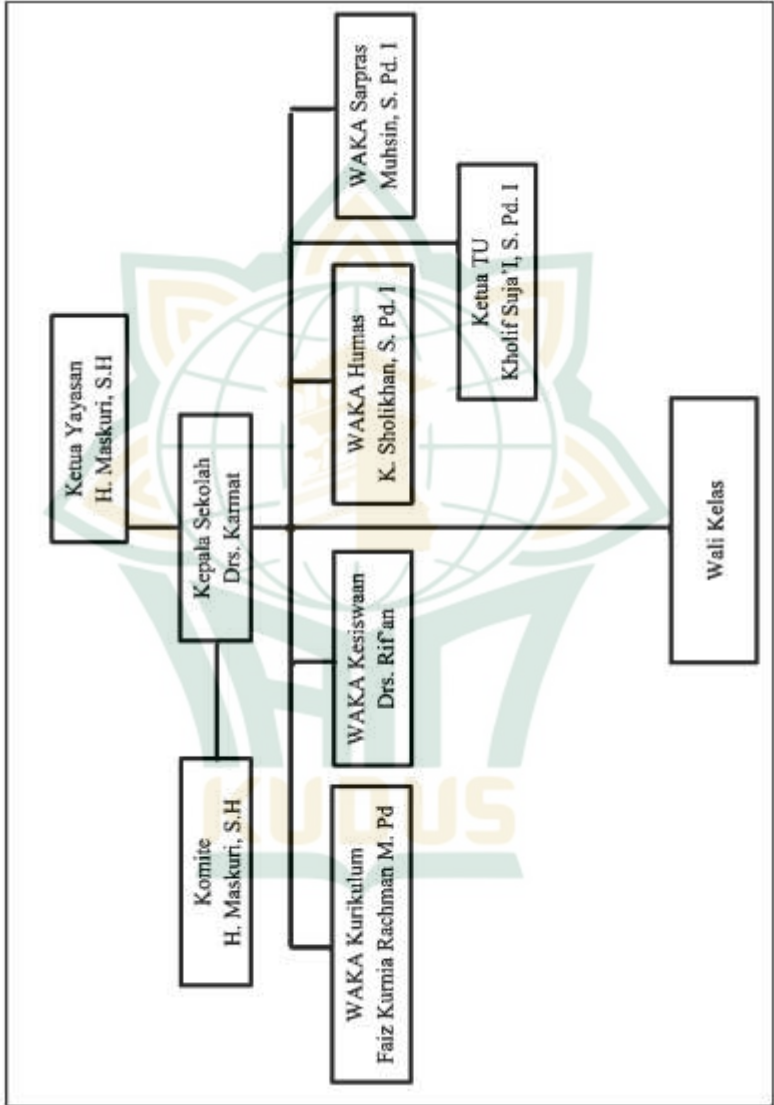 Ketua Yayasan
H. Maskuri, S.H
Komite
H. Maskuri, S.H
Kepala Sekolah
Drs. Karmat
WAKA Kurikulum
Faiz Kurnia Rachman M. Pd
WAKA Kesiswaan
Drs. Rif'an
WAKA Humas
K. Sholikhan, S. Pd. I
WAKA Sarpras
Muhsin, S. Pd. I
Ketua TU
Kholif Suja'I, S. Pd. I
Wali Kelas
KUDUS